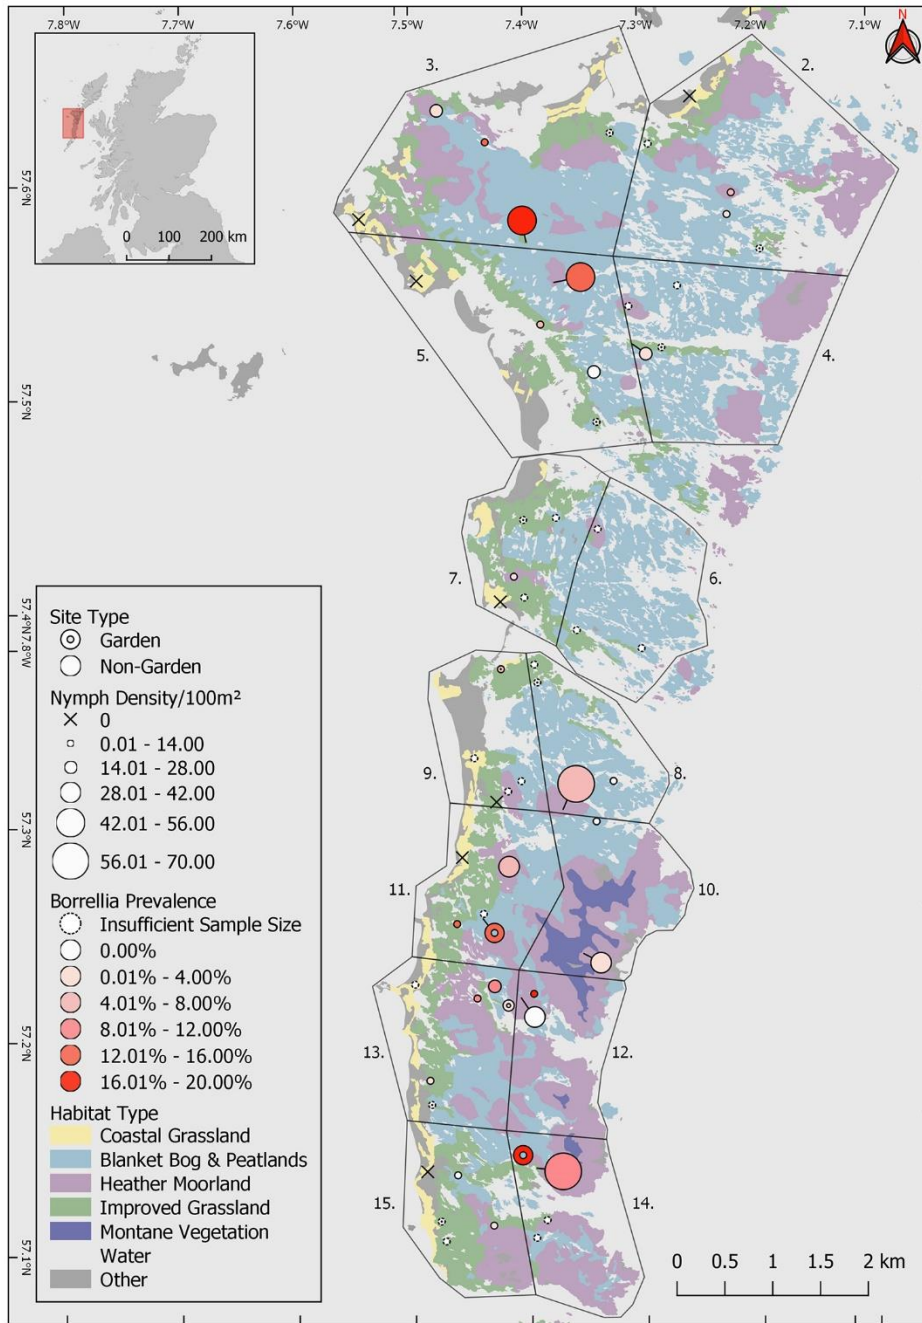 7.8°W 7.7°W 7.6°W 7.5°W 7.4°W 7.3°W 7.2°W 7.1°W
N
3.
2.
57.6°N
0 100 200 km
5.
4.
57.5°N
7.
6.
57.4°N
7.8°W
Site Type
Garden
Non-Garden
Nymph Density/100m²
0
0.01 - 14.00
14.01 - 28.00
28.01 - 42.00
42.01 - 56.00
56.01 - 70.00
Borrellia Prevalence
Insufficient Sample Size
0.00%
0.01% - 4.00%
4.01% - 8.00%
8.01% - 12.00%
12.01% - 16.00%
16.01% - 20.00%
Habitat Type
Coastal Grassland
Blanket Bog & Peatlands
Heather Moorland
Improved Grassland
Montane Vegetation
Water
Other
9.
8.
57.3°N
11.
10.
57.2°N
13.
12.
15.
14.
57.1°N
0 0.5 1 1.5 2 km